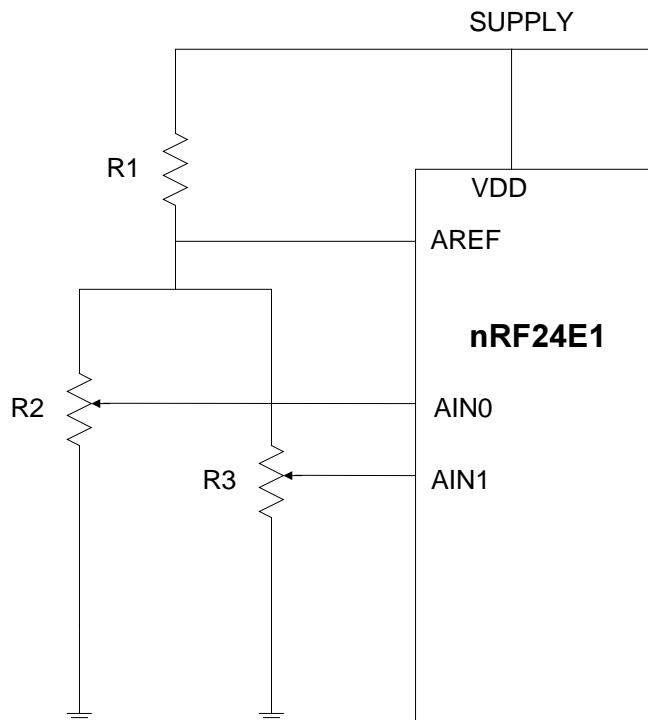 SUPPLY
R1
VDD
AREF
nRF24E1
R2
AIN0
R3
AIN1